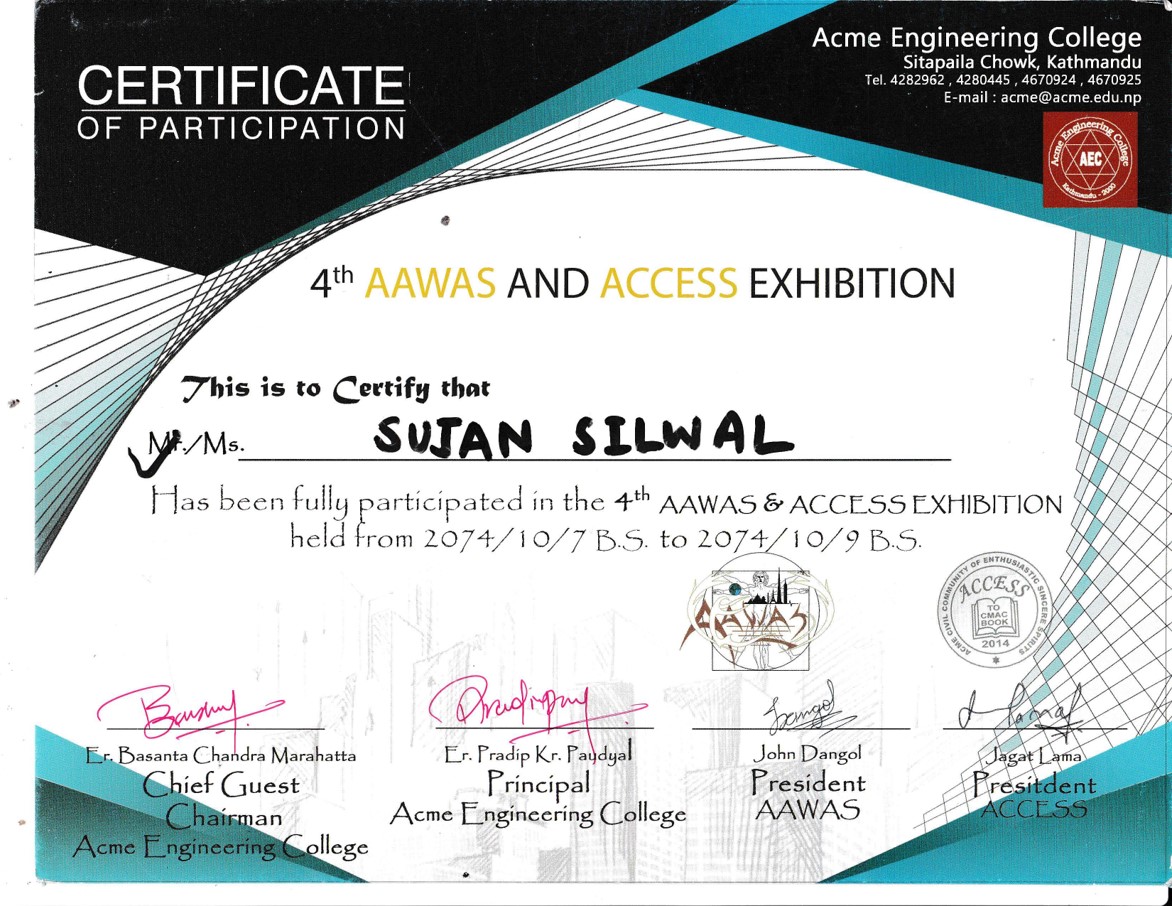 CERTIFICATE
OF PARTICIPATION
Acme Engineering College
Sitapaila Chowk, Kathmandu
Tel. 4282962 , 4280445 , 4670924 , 4670925
E-mail : acme@acme.edu.np
Acme Engineering College
AEC
Kathmandu - 2000
4th AAWAS AND ACCESS EXHIBITION
This is to Certify that
Mr./Ms. SUJAN SILWAL
Has been fully participated in the 4th AAWAS & ACCESS EXHIBITION
held from 2074/10/7 B.S. to 2074/10/9 B.S.
AAWAS
ACME CIVIL COMMUNITY OF ENTHUSIASTIC SINCERE SPIRITS
ACCESS
TO
CMAC
BOOK
2014
Er. Basanta Chandra Marahatta
Chief Guest
Chairman
Acme Engineering College
Er. Pradip Kr. Paudyal
Principal
Acme Engineering College
John Dangol
President
AAWAS
Jagat Lama
Presitdent
ACCESS